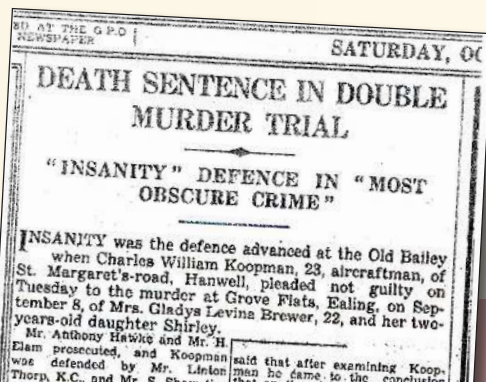 ED AT THE G P O
NEWSPAPER
SATURDAY, OC
DEATH SENTENCE IN DOUBLE
MURDER TRIAL
"INSANITY" DEFENCE IN "MOST
OBSCURE CRIME"
INSANITY was the defence advanced at the Old Bailey
when Charles William Koopman, 23, aircraftman, of
St. Margaret's-road, Hanwell, pleaded not guilty on
Tuesday to the murder at Grove Flats, Ealing, on Sep-
tember 8, of Mrs. Gladys Levina Brewer, 22, and her two-
years-old daughter Shirley.
Mr. Anthony Hawke and Mr. H.
Elam prosecuted, and Koopman
was defended by Mr. Linton
Thorp, K.C., and Mr. S.
said that after examining Koop-
man he came to the conclusion